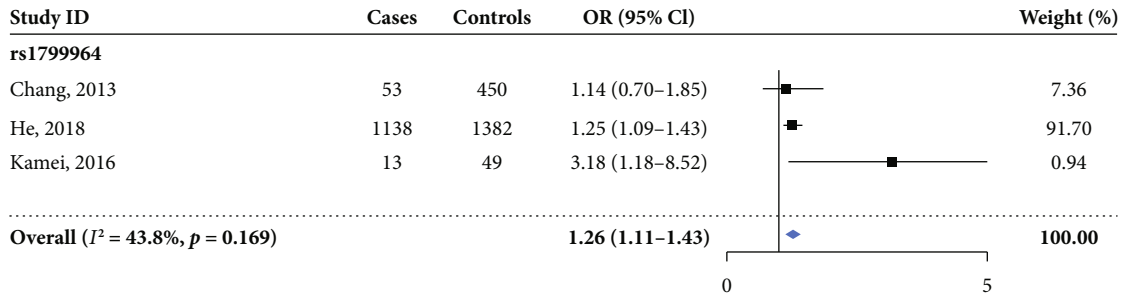 Study ID Cases Controls OR (95% Cl) Weight (%)
rs1799964
Chang, 2013 53 450 1.14 (0.70–1.85) 7.36
He, 2018 1138 1382 1.25 (1.09–1.43) 91.70
Kamei, 2016 13 49 3.18 (1.18–8.52) 0.94
Overall (I² = 43.8%, p = 0.169) 1.26 (1.11–1.43) 100.00
0 5